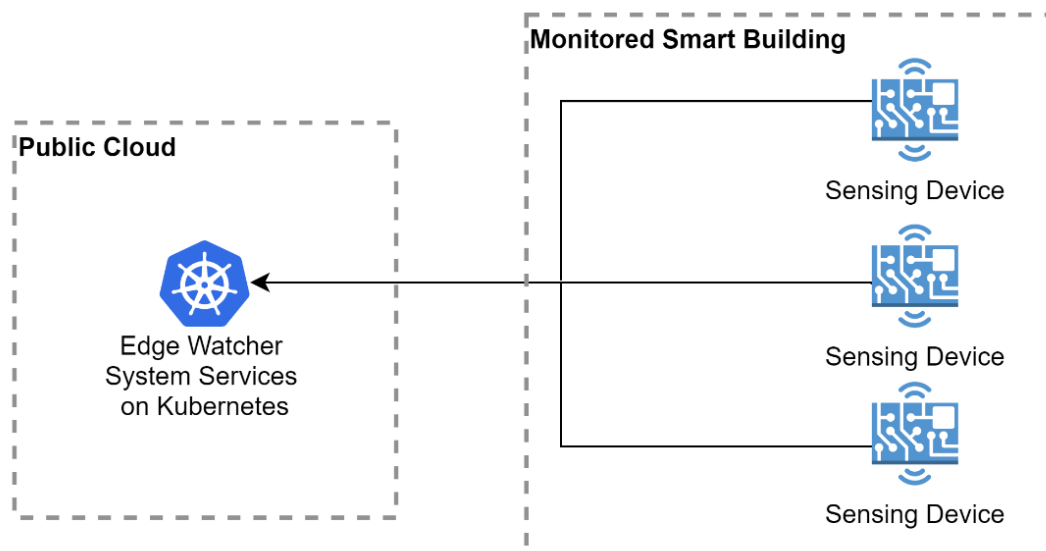 Monitored Smart Building
Public Cloud
Sensing Device
Sensing Device
Edge Watcher
System Services
on Kubernetes
Sensing Device